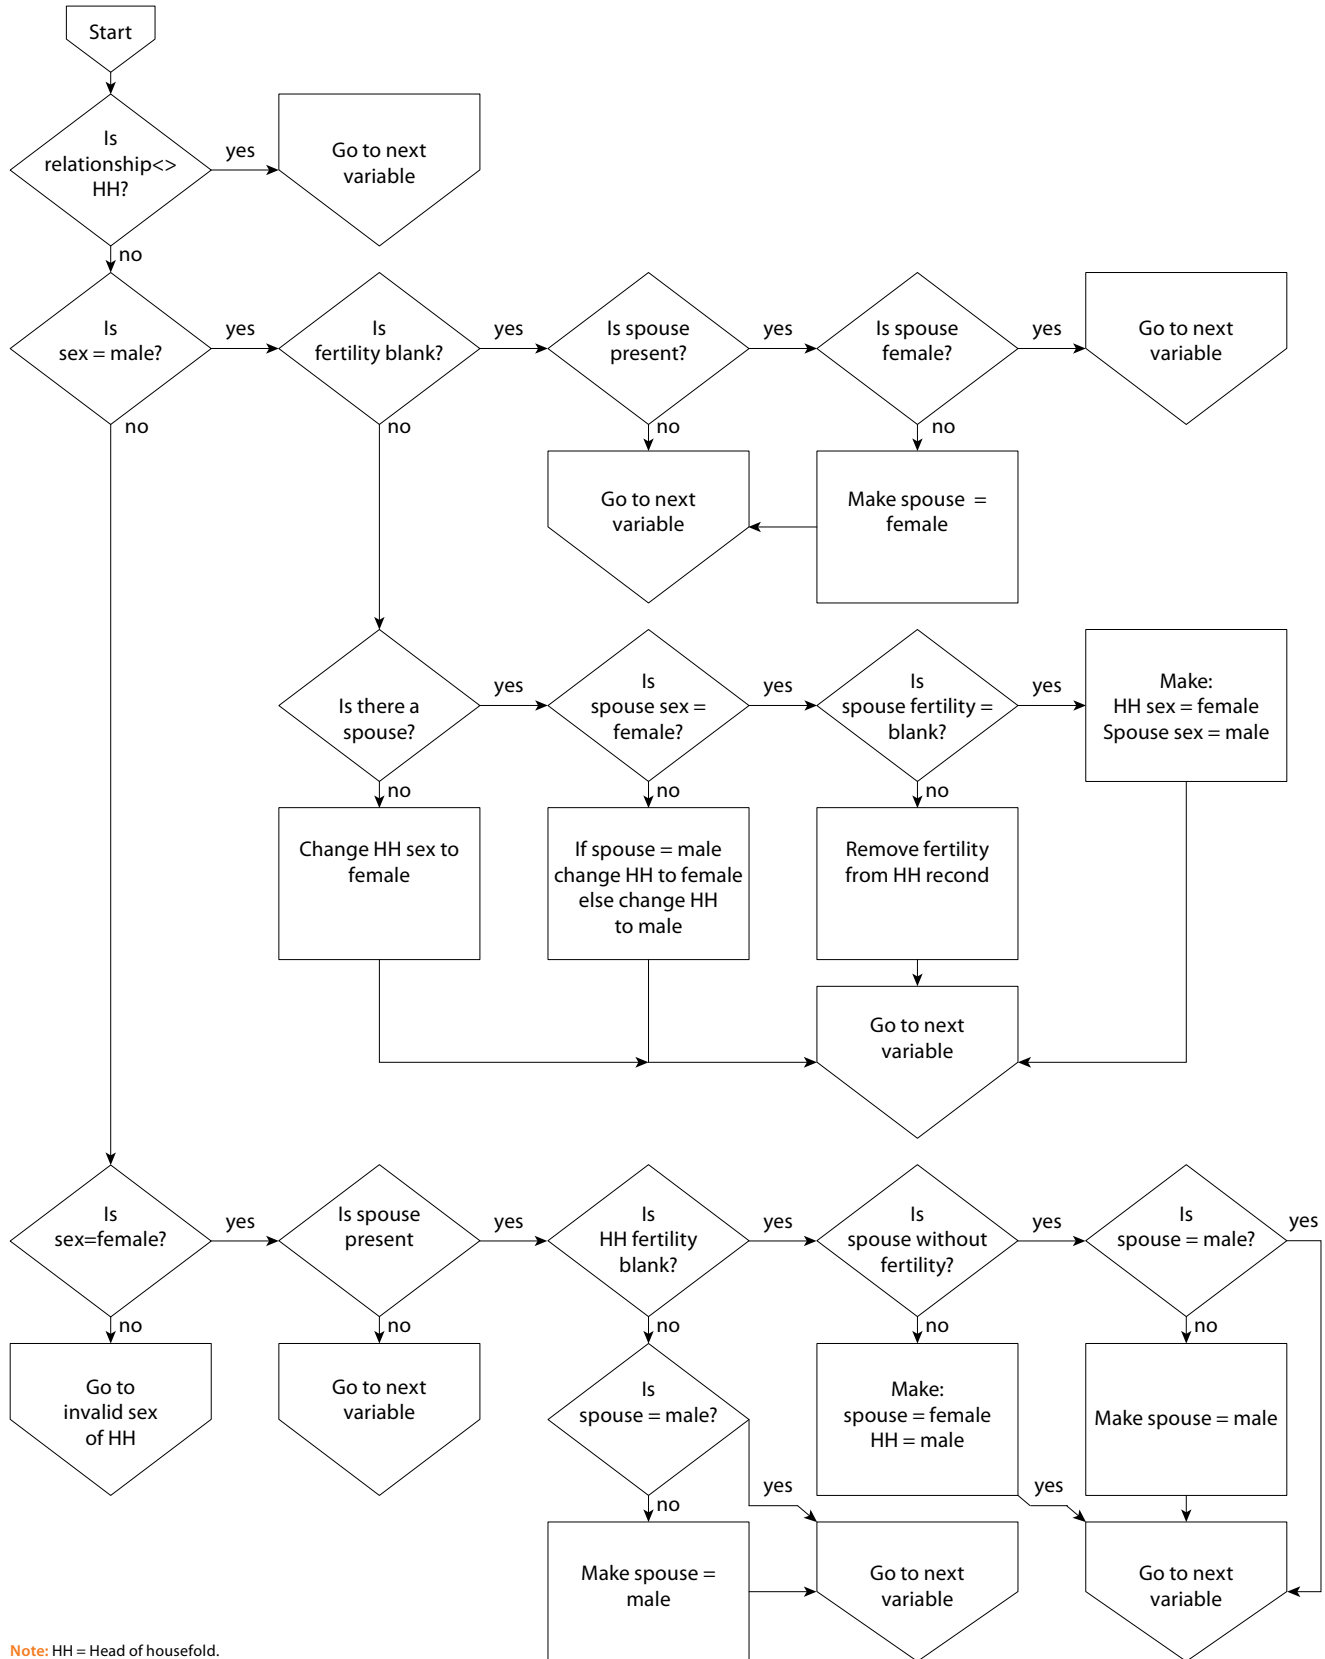 Start
Is
relationship<>
HH?
yes
Go to next
variable
no
Is
sex = male?
yes
Is
fertility blank?
yes
Is spouse
present?
yes
Is spouse
female?
yes
Go to next
variable
no
no
no
no
Go to next
variable
Make spouse =
female
Is there a
spouse?
yes
Is
spouse sex =
female?
yes
Is
spouse fertility =
blank?
yes
Make:
HH sex = female
Spouse sex = male
no
no
no
Change HH sex to
female
If spouse = male
change HH to female
else change HH
to male
Remove fertility
from HH recond
Go to next
variable
Is
sex=female?
yes
Is spouse
present
yes
Is
HH fertility
blank?
yes
Is
spouse without
fertility?
yes
Is
spouse = male?
yes
no
no
no
no
no
Go to
invalid sex
of HH
Go to next
variable
Is
spouse = male?
Make:
spouse = female
HH = male
Make spouse = male
yes
yes
no
Make spouse =
male
Go to next
variable
Go to next
variable
Note: HH = Head of housefold.